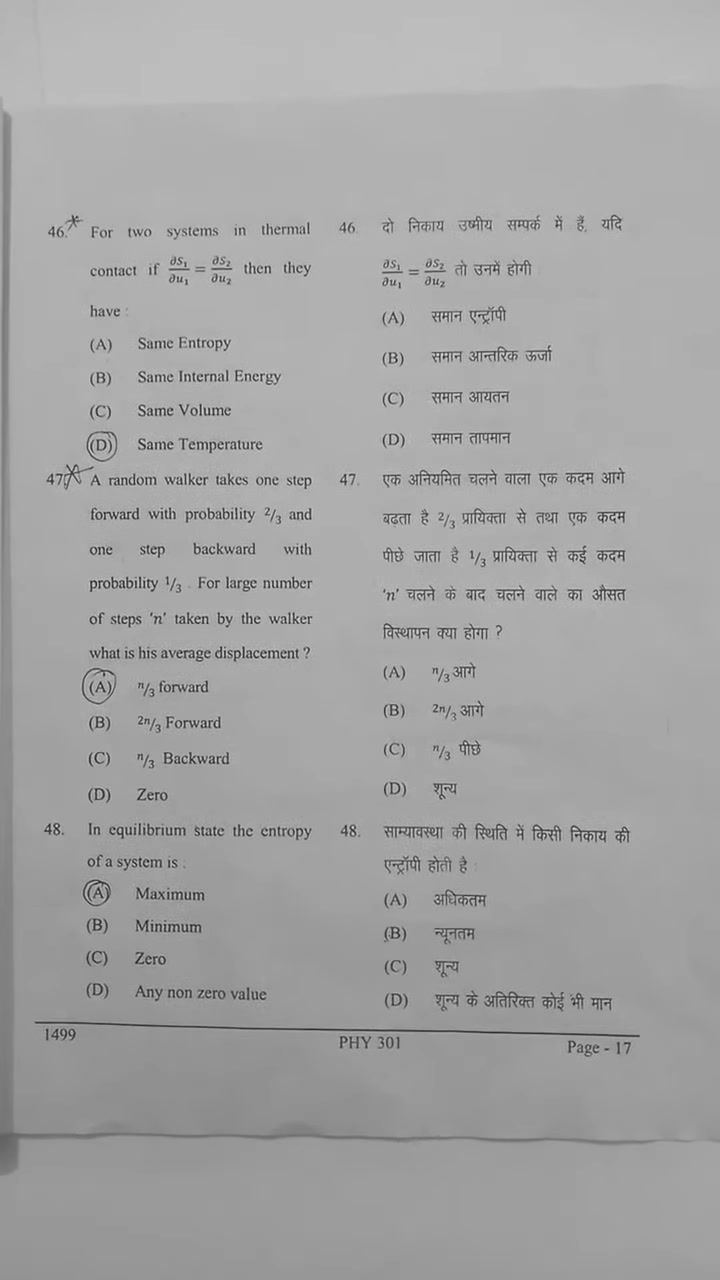 46. For two systems in thermal
contact if ∂S₁/∂u₁ = ∂S₂/∂u₂ then they
have :
(A) Same Entropy
(B) Same Internal Energy
(C) Same Volume
(D) Same Temperature
47. A random walker takes one step
forward with probability 2/3 and
one step backward with
probability 1/3 . For large number
of steps ‘n’ taken by the walker
what is his average displacement ?
(A) n/3 forward
(B) 2n/3 Forward
(C) n/3 Backward
(D) Zero
48. In equilibrium state the entropy
of a system is :
(A) Maximum
(B) Minimum
(C) Zero
(D) Any non zero value
46. दो निकाय उष्मीय सम्पर्क में हैं, यदि
∂S₁/∂u₁ = ∂S₂/∂u₂ तो उनमें होगी
(A) समान एन्ट्रॉपी
(B) समान आन्तरिक ऊर्जा
(C) समान आयतन
(D) समान तापमान
47. एक अनियमित चलने वाला एक कदम आगे
बढ़ता है 2/3 प्रायिक्ता से तथा एक कदम
पीछे जाता है 1/3 प्रायिक्ता से कई कदम
‘n’ चलने के बाद चलने वाले का औसत
विस्थापन क्या होगा ?
(A) n/3 आगे
(B) 2n/3 आगे
(C) n/3 पीछे
(D) शून्य
48. साम्यावस्था की स्थिति में किसी निकाय की
एन्ट्रॉपी होती है :
(A) अधिकतम
(B) न्यूनतम
(C) शून्य
(D) शून्य के अतिरिक्त कोई भी मान
1499 PHY 301 Page - 17